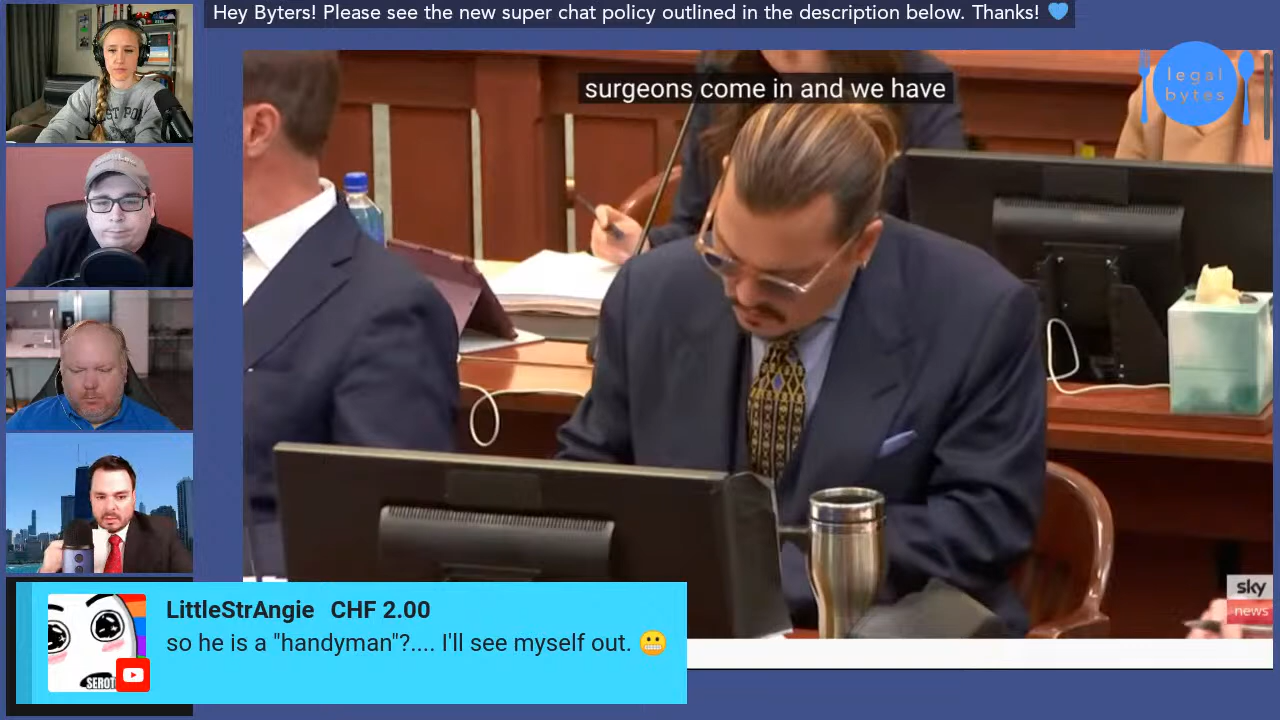 Hey Byters! Please see the new super chat policy outlined in the description below. Thanks! 💙
surgeons come in and we have
legal
bytes
sky
news
LittleStrAngie CHF 2.00
so he is a "handyman"?.... I'll see myself out. 😬